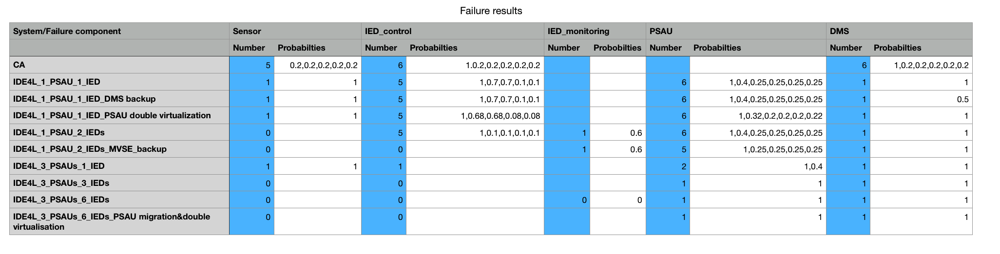 Failure results
System/Failure component Sensor IED_control IED_monitoring PSAU DMS
Number Probabilties Number Probabilties Number Probobilties Number Probabilties Number Probabilties
CA 5 0.2,0.2,0.2,0.2,0.2 6 1.0.2,0.2,0.2,0.2,0.2 6 1,0.2,0.2,0.2,0.2,0.2
IDE4L_1_PSAU_1_IED 1 1 5 1,0.7,0.7,0.1,0.1 6 1,0.4,0.25,0.25,0.25,0.25 1 1
IDE4L_1_PSAU_1_IED_DMS backup 1 1 5 1,0.7,0.7,0.1,0.1 6 1,0.4,0.25,0.25,0.25,0.25 1 0.5
IDE4L_1_PSAU_1_IED_PSAU double virtualization 1 1 5 1,0.68,0.68,0.08,0.08 6 1,0.32,0.2,0.2,0.2,0.22 1 1
IDE4L_1_PSAU_2_IEDs 0 5 1,0.1,0.1,0.1,0.1 1 0.6 6 1,0.4,0.25,0.25,0.25,0.25 1 1
IDE4L_1_PSAU_2_IEDs_MVSE_backup 0 0 1 0.6 5 1,0.25,0.25,0.25,0.25 1 1
IDE4L_3_PSAUs_1_IED 1 1 1 2 1,0.4 1 1
IDE4L_3_PSAUs_3_IEDs 0 0 1 1 1 1
IDE4L_3_PSAUs_6_IEDs 0 0 0 0 1 1 1 1
IDE4L_3_PSAUs_6_IEDs_PSAU migration&double 0 0 1 1 1 1
virtualisation